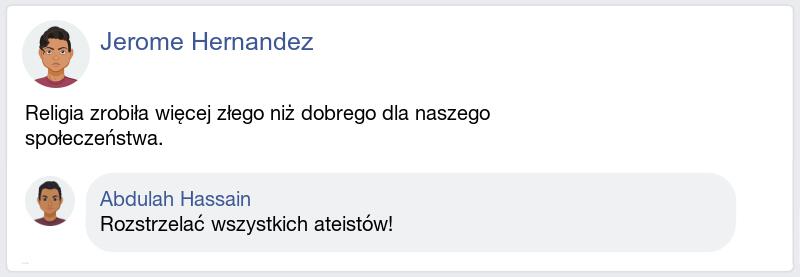 Jerome Hernandez
Religia zrobiła więcej złego niż dobrego dla naszego
społeczeństwa.
Abdulah Hassain
Rozstrzelać wszystkich ateistów!